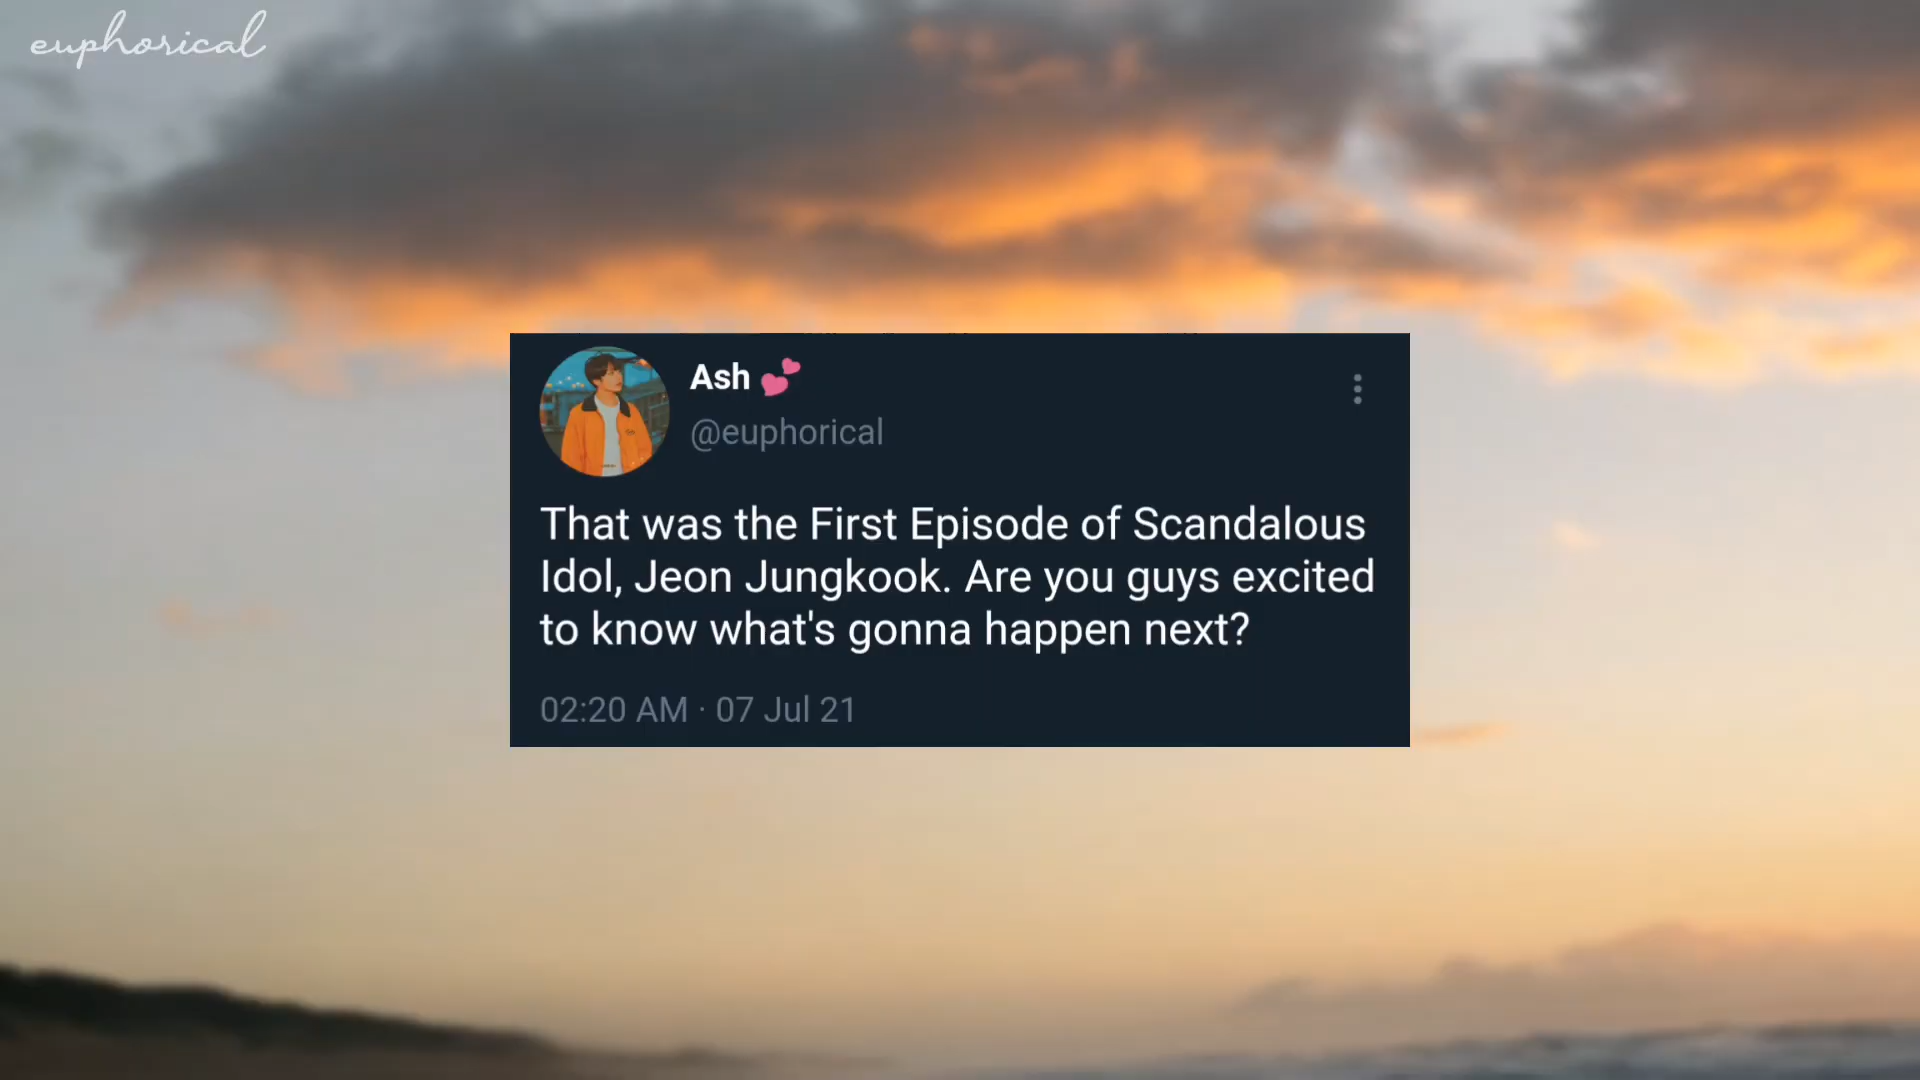 euphorical
Ash 💕
@euphorical
That was the First Episode of Scandalous
Idol, Jeon Jungkook. Are you guys excited
to know what's gonna happen next?
02:20 AM · 07 Jul 21